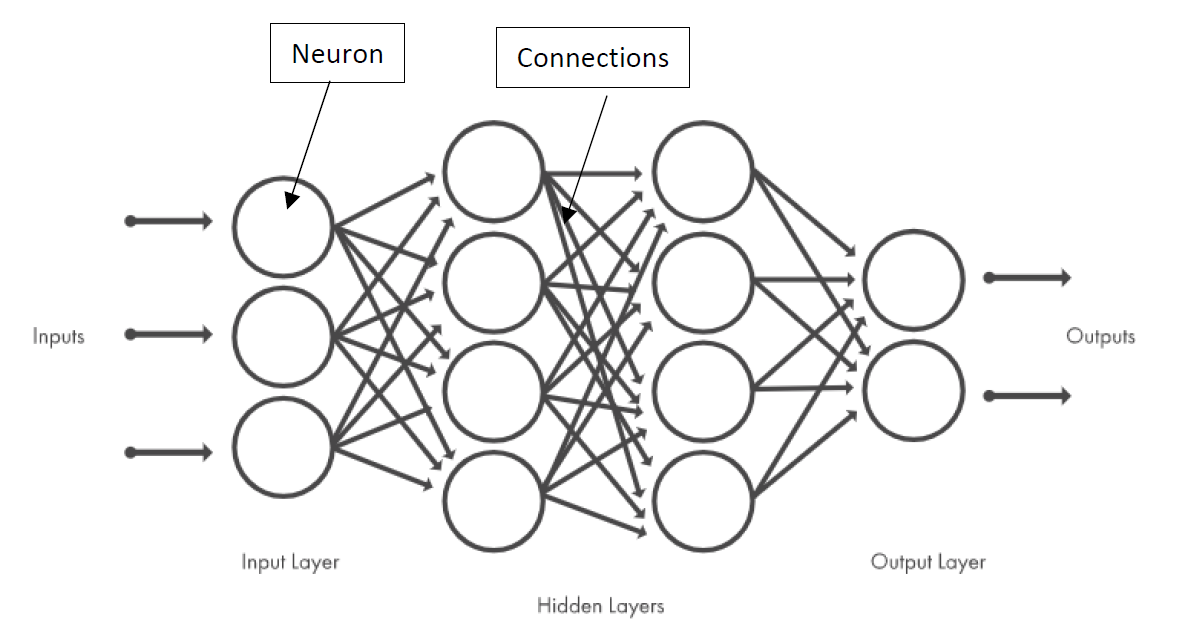 Neuron
Connections
Inputs
Outputs
Input Layer
Output Layer
Hidden Layers